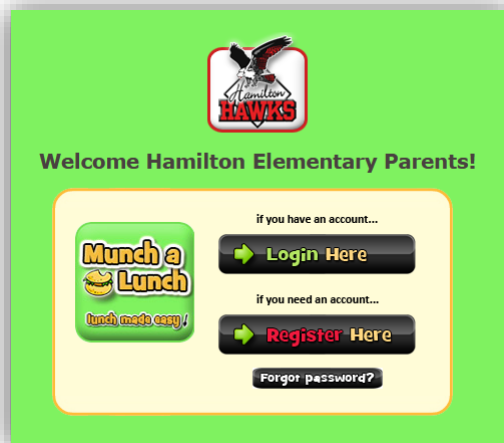 Hamilton
HAWKS
Welcome Hamilton Elementary Parents!
if you have an account...
Munch a
Lunch
lunch made easy!
Login Here
if you need an account...
Register Here
Forgot password?